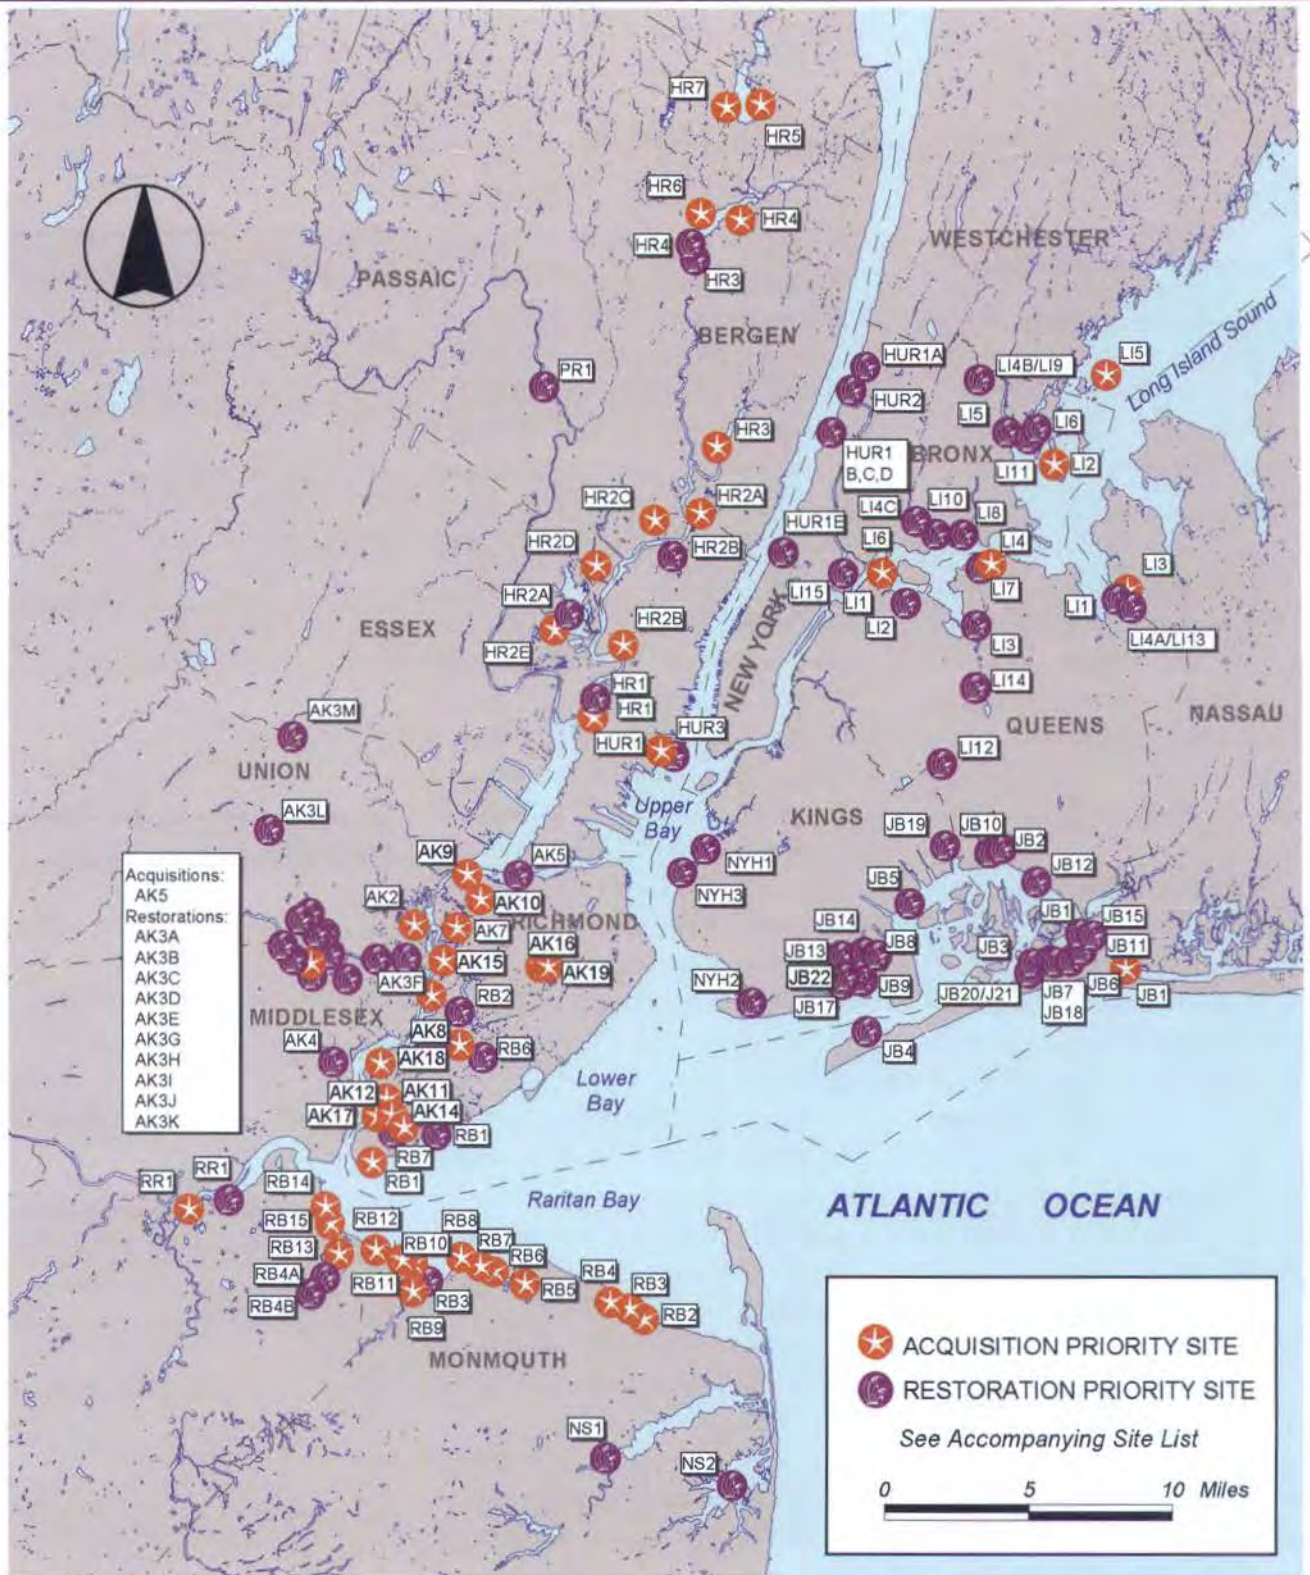 HR7
HR5
HR6
HR4
HR4
HR3
WESTCHESTER
PASSAIC
BERGEN
Long Island Sound
HUR1A
LI4B/LI9
LI5
PR1
HUR2
LI5
LI6
HR3
HUR1
B,C,D
BRONX
LI11
LI2
HR2C
HR2A
LI4C
LI10
LI8
HUR1E
LI6
LI4
HR2D
HR2B
LI3
LI15
LI1
LI7
LI1
HR2A
LI2
ESSEX
HR2B
LI3
LI4A/LI13
HR2E
NEW YORK
HR1
LI14
HR1
AK3M
HUR1
HUR3
QUEENS
NASSAU
UNION
LI12
Upper
Bay
KINGS
AK3L
JB19
JB10
JB2
NYH1
AK9
AK5
JB12
NYH3
JB5
Acquisitions:
AK5
Restorations:
AK3A
AK3B
AK3C
AK3D
AK3E
AK3G
AK3H
AK3I
AK3J
AK3K
AK2
AK10
RICHMOND
AK7
AK16
JB14
JB1
JB15
JB13
JB8
JB3
JB11
AK15
AK19
JB22
AK3F
RB2
NYH2
JB17
JB9
JB20/J21
JB7
JB18
JB6
JB1
MIDDLESEX
AK8
AK4
RB6
JB4
AK18
Lower
Bay
AK12
AK11
AK17
AK14
RB1
RB7
RB1
RR1
RR1
RB14
Raritan Bay
ATLANTIC OCEAN
RB15
RB12
RB8
RB7
RB13
RB10
RB6
RB4A
RB11
RB5
RB4
RB3
RB4B
RB3
RB2
RB9
MONMOUTH
ACQUISITION PRIORITY SITE
RESTORATION PRIORITY SITE
See Accompanying Site List
0 5 10 Miles
NS1
NS2